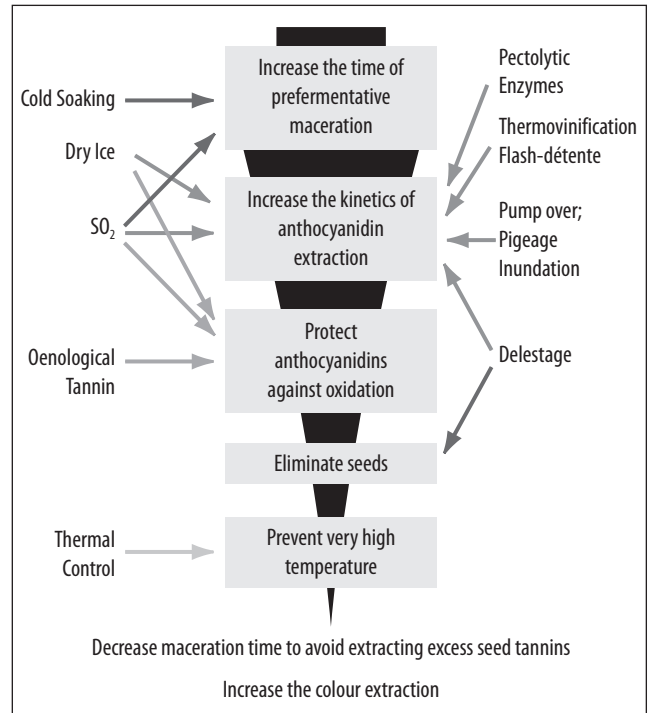 Increase the time of
prefermentative
maceration
Cold Soaking
Dry Ice
SO₂
Pectolytic
Enzymes
Thermovinification
Flash-détente
Increase the kinetics of
anthocyanidin
extraction
Pump over;
Pigeage
Inundation
Protect
anthocyanidins
against oxidation
Oenological
Tannin
Delestage
Eliminate seeds
Thermal
Control
Prevent very high
temperature
Decrease maceration time to avoid extracting excess seed tannins
Increase the colour extraction